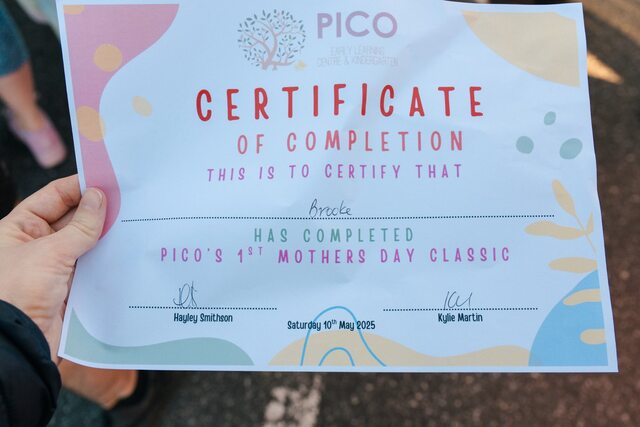 PICO
EARLY LEARNING
CENTRE & KINDERGARTEN
CERTIFICATE
OF COMPLETION
THIS IS TO CERTIFY THAT
Brooke
HAS COMPLETED
PICO'S 1ST MOTHERS DAY CLASSIC
Hayley Smithson
Saturday 10th May 2025
Kylie Martin